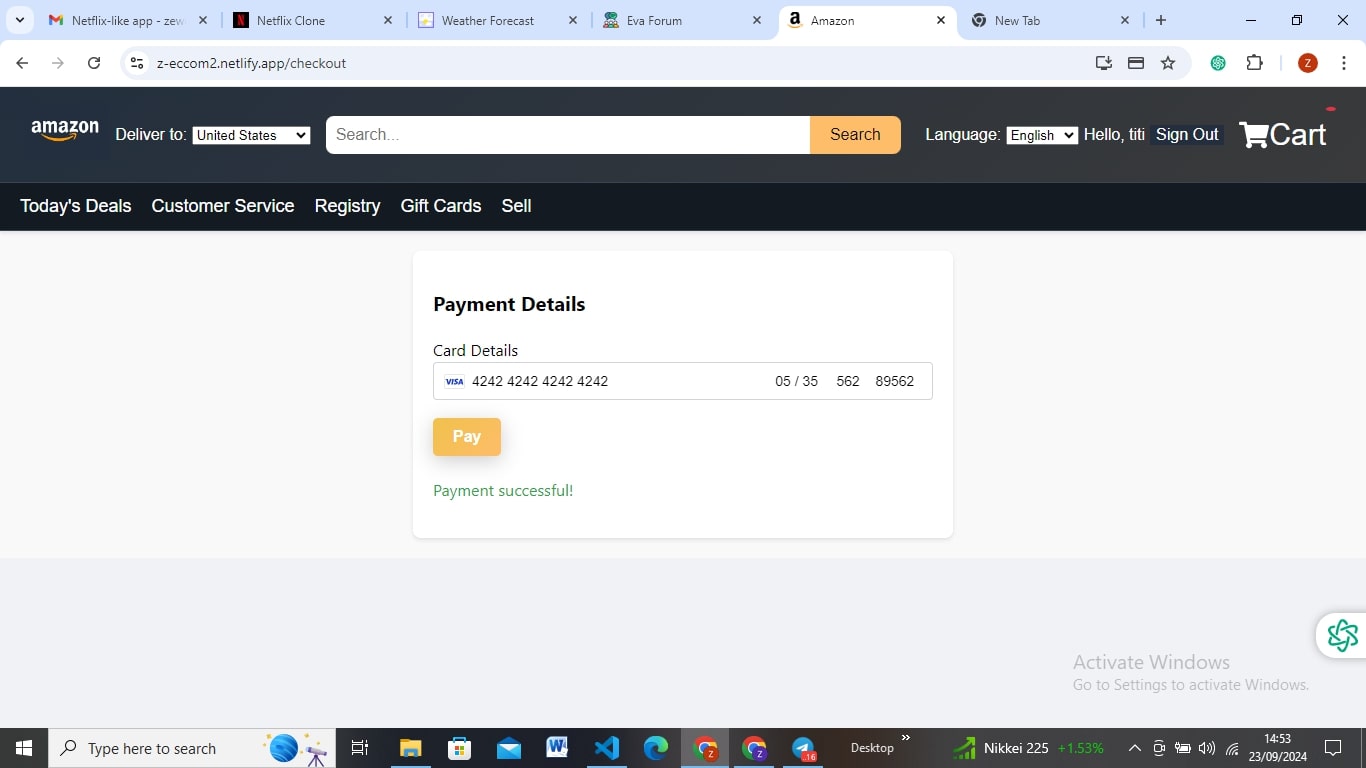 Netflix-like app - zew
Netflix Clone
Weather Forecast
Eva Forum
Amazon
New Tab
z-eccom2.netlify.app/checkout
Z
amazon
Deliver to: United States
Search...
Search
Language: English
Hello, titi
Sign Out
Cart
Today's Deals
Customer Service
Registry
Gift Cards
Sell
Payment Details
Card Details
VISA 4242 4242 4242 4242 05 / 35 562 89562
Pay
Payment successful!
Activate Windows
Go to Settings to activate Windows.
Type here to search
Z
Z
16
Desktop
Nikkei 225 +1.53%
14:53
23/09/2024